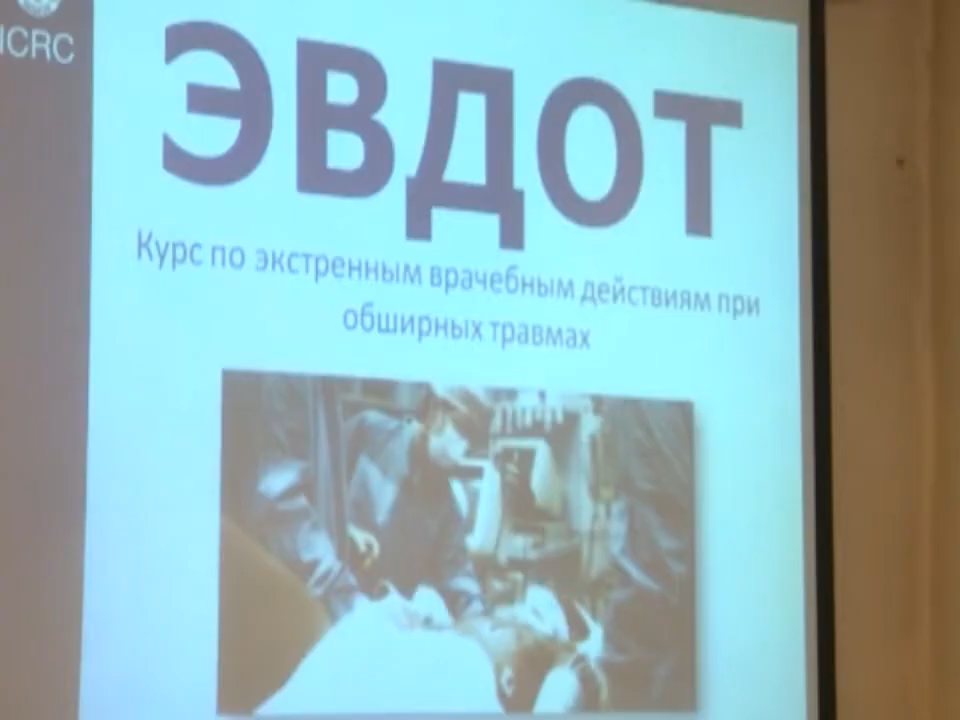 ICRC
ЭВДОТ
Курс по экстренным врачебным действиям при
обширных травмах